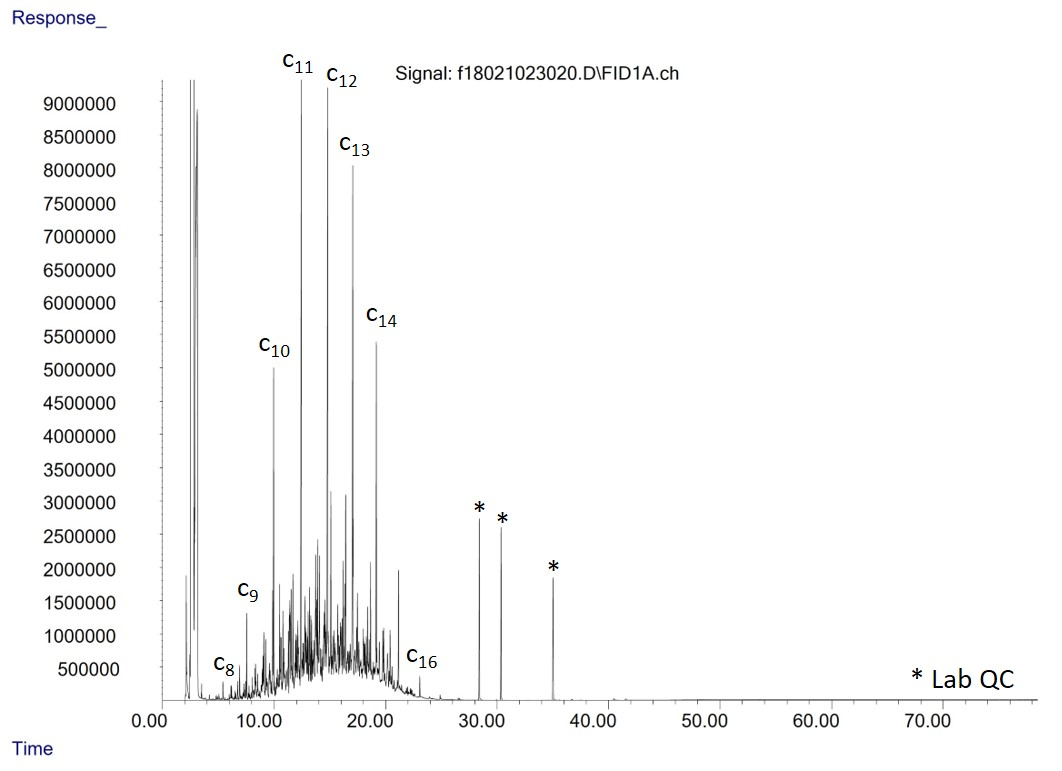 Response_
Signal: f18021023020.D\FID1A.ch
C11
C12
9000000
8500000
C13
8000000
7500000
7000000
6500000
6000000
C14
5500000
C10
5000000
4500000
4000000
3500000
3000000
*
*
2500000
*
2000000
C9
1500000
1000000
C8
C16
500000
* Lab QC
0.00 10.00 20.00 30.00 40.00 50.00 60.00 70.00
Time